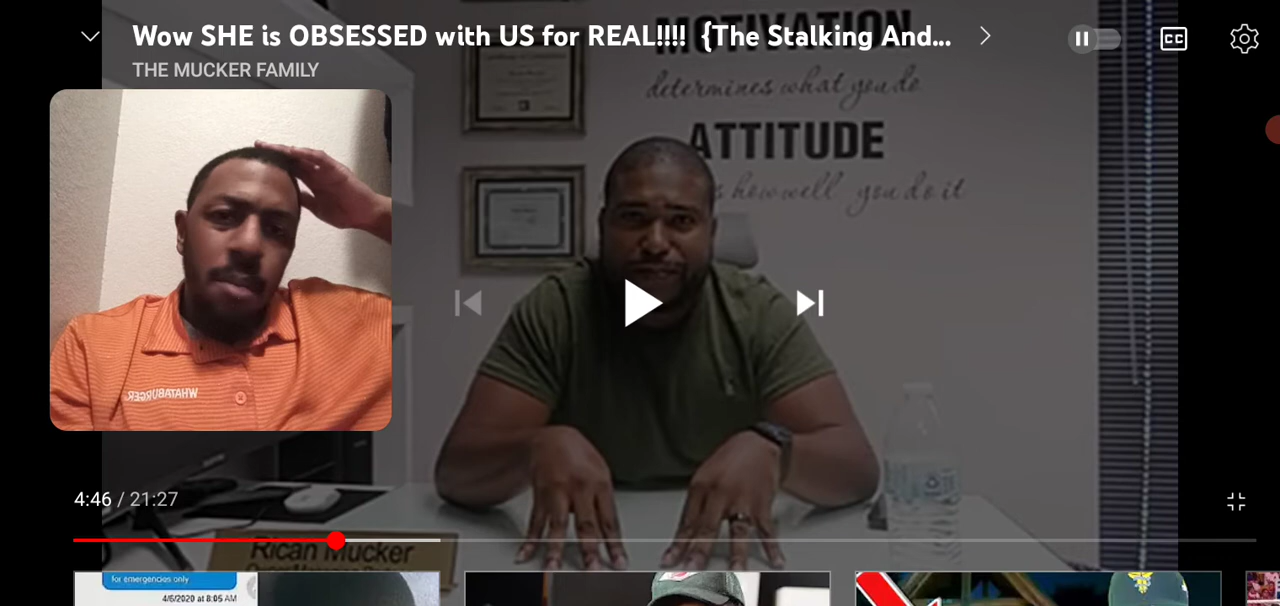 Wow SHE is OBSESSED with US for REAL!!!! {The Stalking And...
THE MUCKER FAMILY
MOTIVATION
determines what you do
ATTITUDE
how well you do it
WHATABURGER
4:46 / 21:27
Rican Mucker
for emergencies only
4/6/2020 at 8:05 AM